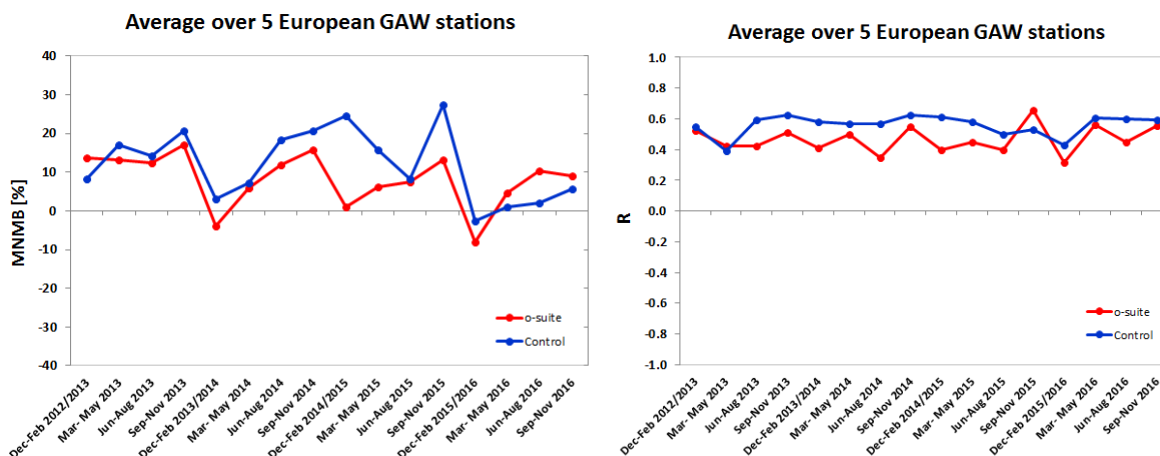 Average over 5 European GAW stations
MNMB [%]
40
30
20
10
0
-10
-20
-30
-40
o-suite
Control
Dec-Feb 2012/2013
Mar- May 2013
Jun-Aug 2013
Sep-Nov 2013
Dec-Feb 2013/2014
Mar- May 2014
Jun-Aug 2014
Sep-Nov 2014
Dec-Feb 2014/2015
Mar-May 2015
Jun-Aug 2015
Sep-Nov 2015
Dec-Feb 2015/2016
Mar-May 2016
Jun-Aug 2016
Sep-Nov 2016
Average over 5 European GAW stations
R
1.0
0.8
0.6
0.4
0.2
0.0
-0.2
-0.4
-0.6
-0.8
-1.0
o-suite
Control
Dec-Feb 2012/2013
Mar- May 2013
Jun-Aug 2013
Sep-Nov 2013
Dec-Feb 2013/2014
Mar- May 2014
Jun-Aug 2014
Sep-Nov 2014
Dec-Feb 2014/2015
Mar-May 2015
Jun-Aug 2015
Sep-Nov 2015
Dec-Feb 2015/2016
Mar-May 2016
Jun-Aug 2016
Sep-Nov 2016